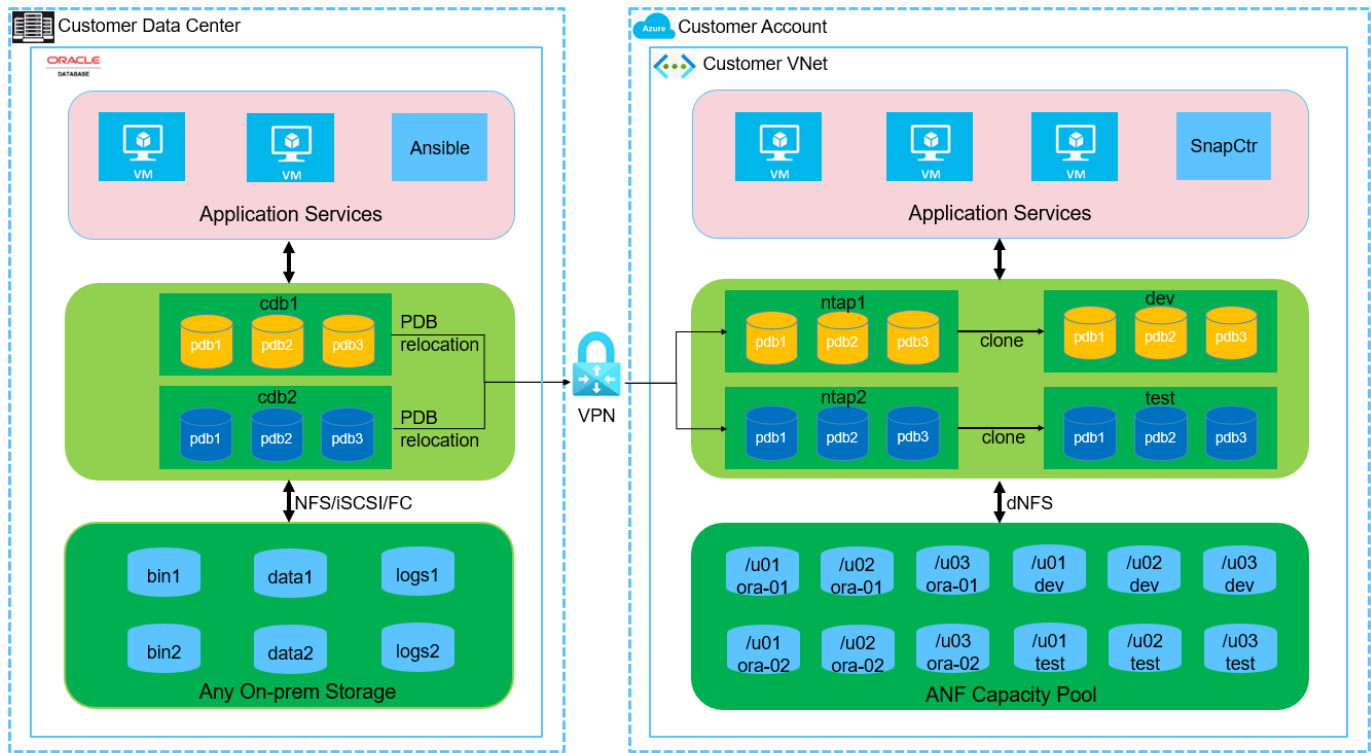 Customer Data Center
ORACLE
DATABASE
VM
VM
Ansible
Application Services
cdb1
pdb1
pdb2
pdb3
PDB
relocation
cdb2
pdb1
pdb2
pdb3
PDB
relocation
NFS/iSCSI/FC
bin1
data1
logs1
bin2
data2
logs2
Any On-prem Storage
VPN
Azure
Customer Account
Customer VNet
VM
VM
VM
SnapCtr
Application Services
ntap1
pdb1
pdb2
pdb3
clone
dev
pdb1
pdb2
pdb3
ntap2
pdb1
pdb2
pdb3
clone
test
pdb1
pdb2
pdb3
dNFS
/u01
ora-01
/u02
ora-01
/u03
ora-01
/u01
dev
/u02
dev
/u03
dev
/u01
ora-02
/u02
ora-02
/u03
ora-02
/u01
test
/u02
test
/u03
test
ANF Capacity Pool